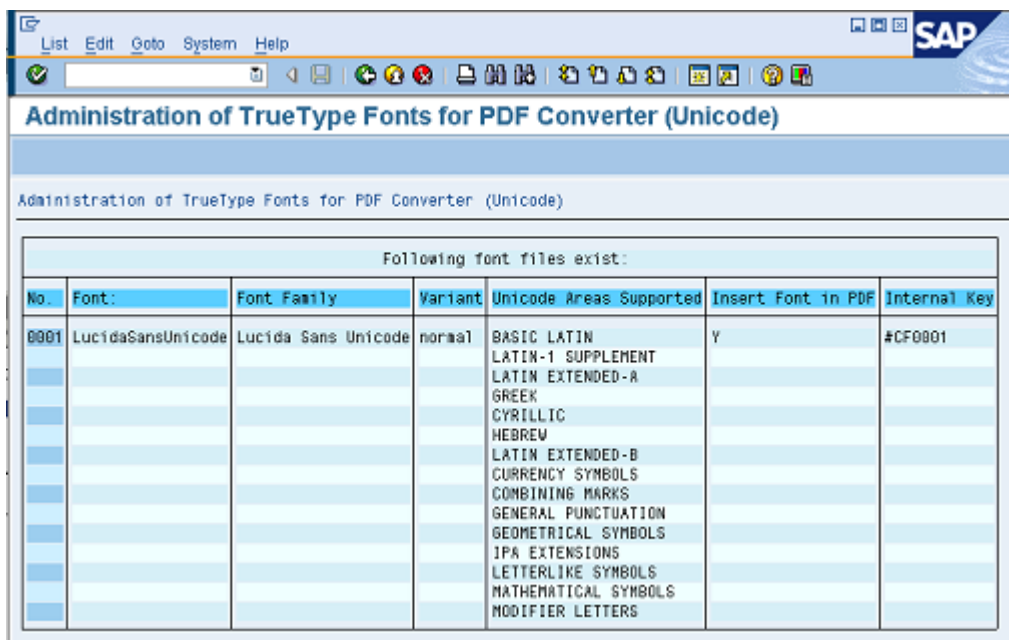 SAP
List Edit Goto System Help
Administration of TrueType Fonts for PDF Converter (Unicode)
Administration of TrueType Fonts for PDF Converter (Unicode)
Following font files exist:
No. Font: Font Family Variant Unicode Areas Supported Insert Font in PDF Internal Key
0001 LucidaSansUnicode Lucida Sans Unicode normal BASIC LATIN Y #CF0001
LATIN-1 SUPPLEMENT
LATIN EXTENDED-A
GREEK
CYRILLIC
HEBREW
LATIN EXTENDED-B
CURRENCY SYMBOLS
COMBINING MARKS
GENERAL PUNCTUATION
GEOMETRICAL SYMBOLS
IPA EXTENSIONS
LETTERLIKE SYMBOLS
MATHEMATICAL SYMBOLS
MODIFIER LETTERS